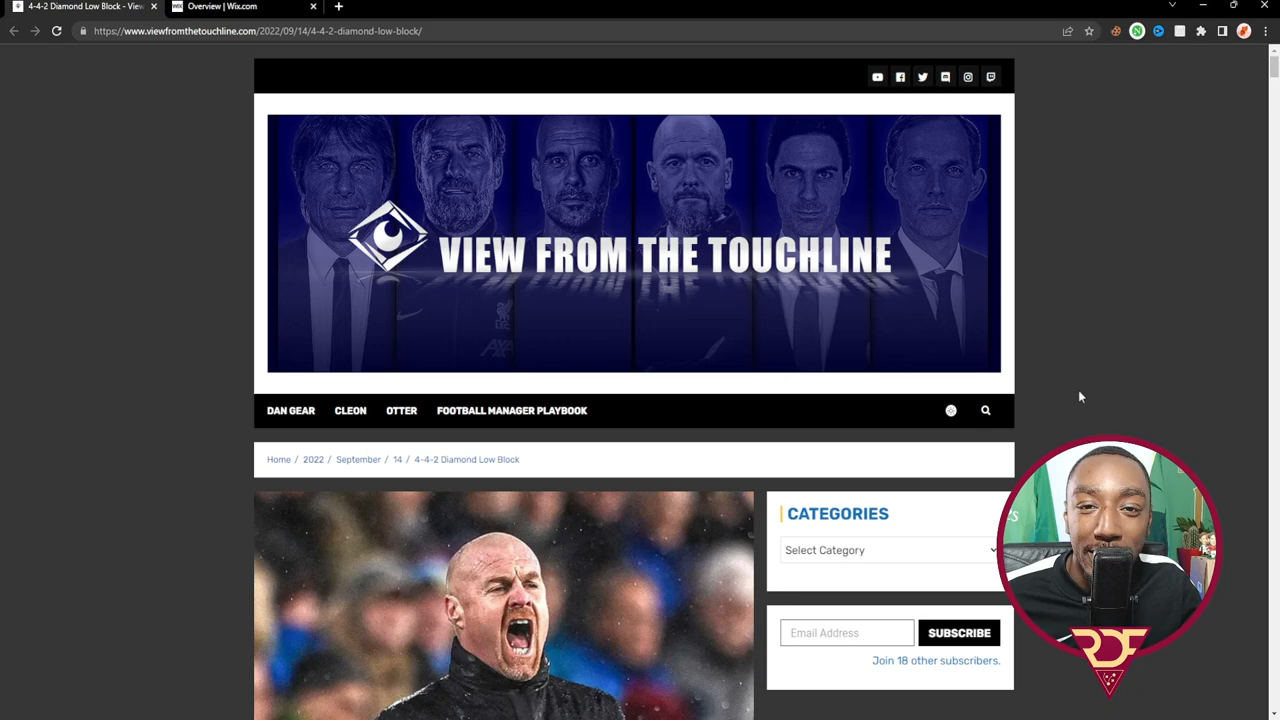 4-4-2 Diamond Low Block - View
Overview | Wix.com
https://www.viewfromthetouchline.com/2022/09/14/4-4-2-diamond-low-block/
VIEW FROM THE TOUCHLINE
DAN GEAR CLEON OTTER FOOTBALL MANAGER PLAYBOOK
Home / 2022 / September / 14 / 4-4-2 Diamond Low Block
CATEGORIES
Select Category
Email Address SUBSCRIBE
Join 18 other subscribers.
RDF